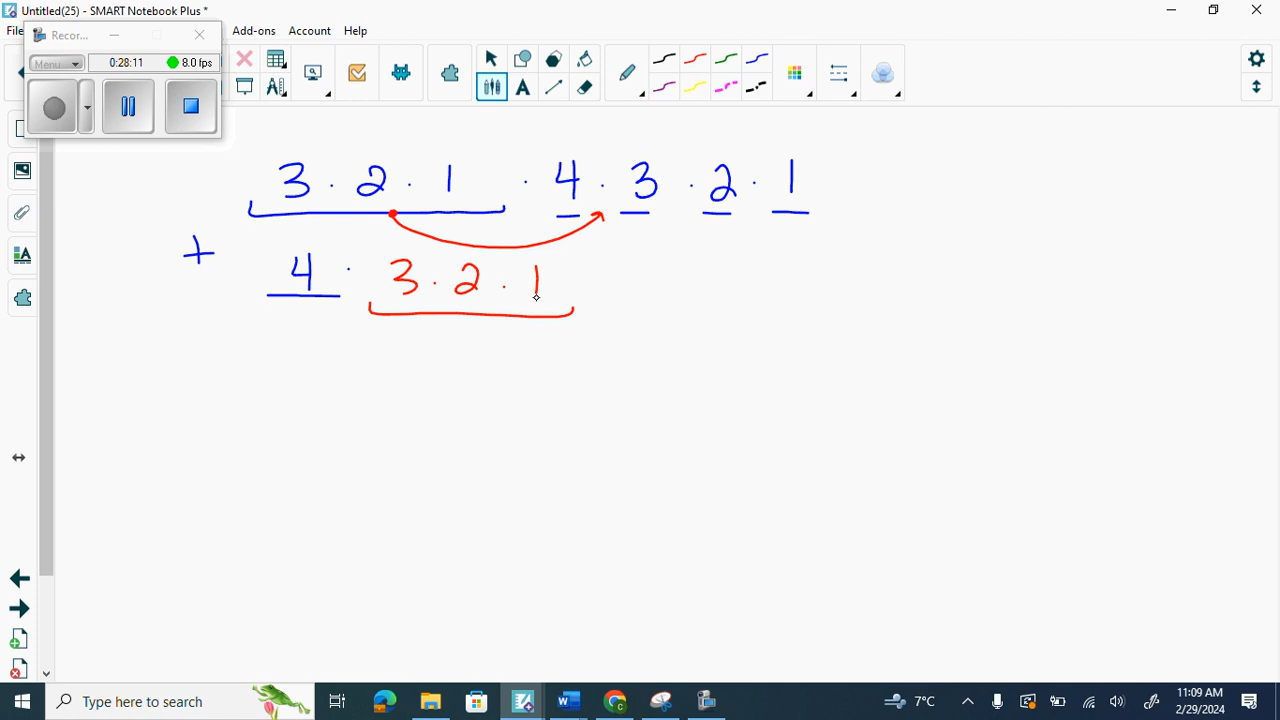 Untitled(25) - SMART Notebook Plus *
File
Add-ons
Account
Help
Recor...
Menu
0:28:11
8.0 fps
A
3 · 2 · 1 · 4 · 3 · 2 · 1
+
4 · 3 · 2 · 1
Type here to search
7°C
11:09 AM
2/29/2024